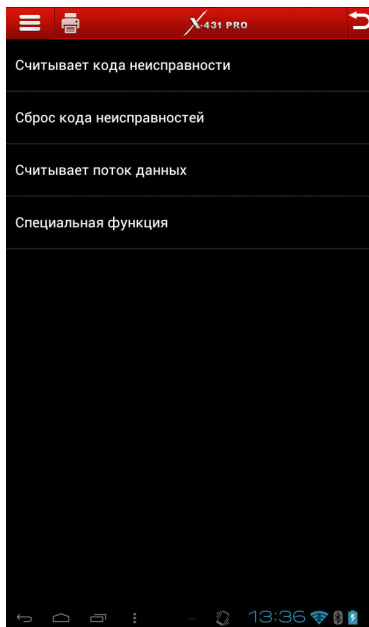 X-431 PRO
Считывает кода неисправности
Сброс кода неисправностей
Считывает поток данных
Специальная функция
13:36